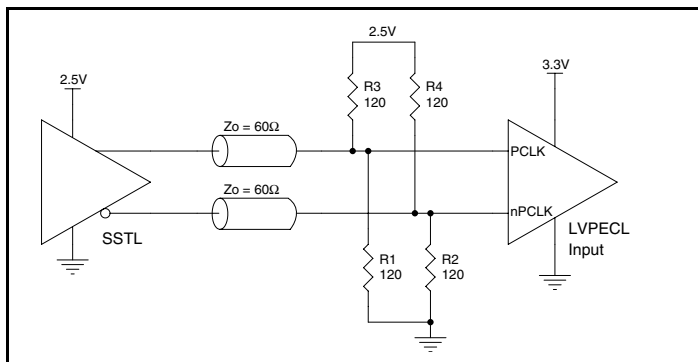 2.5V
2.5V
3.3V
R3
120
R4
120
Zo = 60Ω
PCLK
Zo = 60Ω
nPCLK
SSTL
LVPECL
Input
R1
120
R2
120